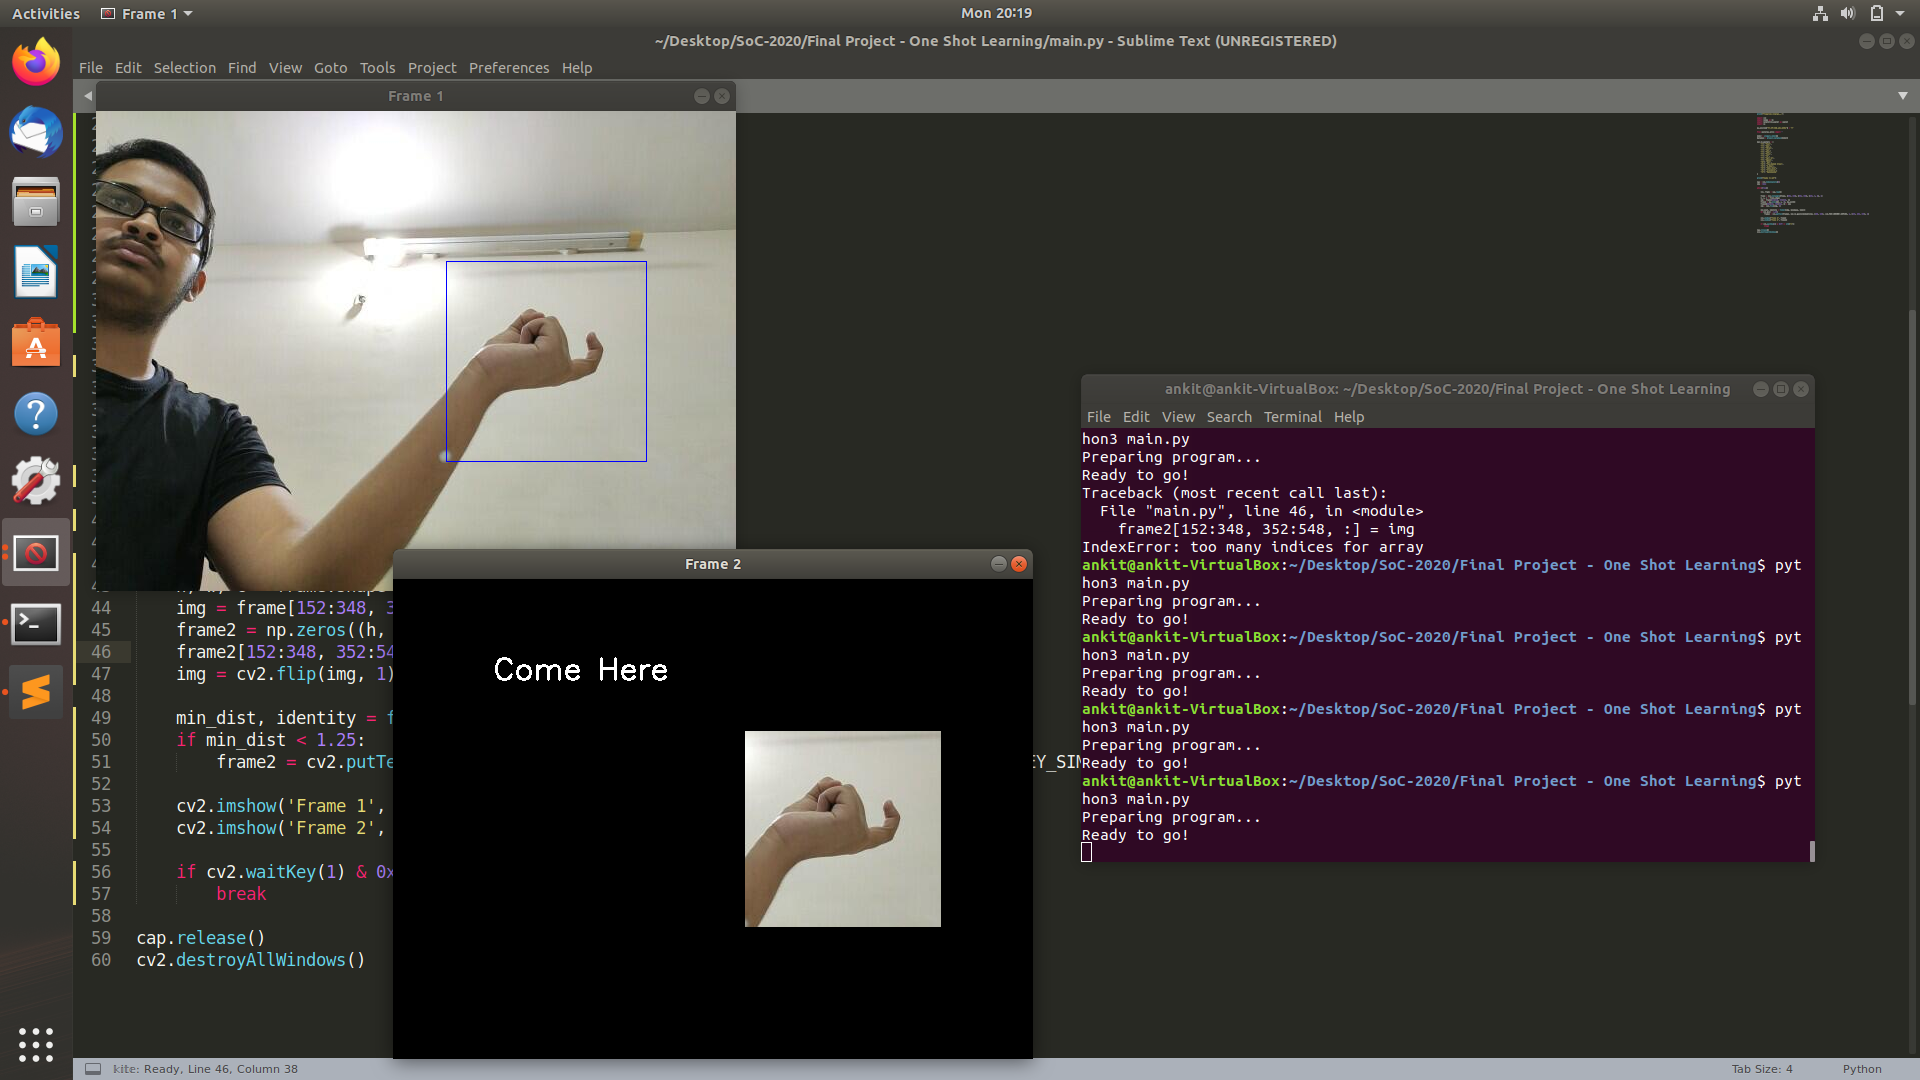 Activities
Frame 1
Mon 20:19
~/Desktop/SoC-2020/Final Project - One Shot Learning/main.py - Sublime Text (UNREGISTERED)
File Edit Selection Find View Goto Tools Project Preferences Help
Frame 1
44 img = frame[152:348, 3
45 frame2 = np.zeros((h,
46 frame2[152:348, 352:54
47 img = cv2.flip(img, 1)
48
49 min_dist, identity = f
50 if min_dist < 1.25:
51 frame2 = cv2.putTe
52
53 cv2.imshow('Frame 1',
54 cv2.imshow('Frame 2',
55
56 if cv2.waitKey(1) & 0x
57 break
58
59 cap.release()
60 cv2.destroyAllWindows()
Frame 2
Come Here
EY_SIM
ankit@ankit-VirtualBox: ~/Desktop/SoC-2020/Final Project - One Shot Learning
File Edit View Search Terminal Help
hon3 main.py
Preparing program...
Ready to go!
Traceback (most recent call last):
File "main.py", line 46, in <module>
frame2[152:348, 352:548, :] = img
IndexError: too many indices for array
ankit@ankit-VirtualBox:~/Desktop/SoC-2020/Final Project - One Shot Learning$ pyt
hon3 main.py
Preparing program...
Ready to go!
ankit@ankit-VirtualBox:~/Desktop/SoC-2020/Final Project - One Shot Learning$ pyt
hon3 main.py
Preparing program...
Ready to go!
ankit@ankit-VirtualBox:~/Desktop/SoC-2020/Final Project - One Shot Learning$ pyt
hon3 main.py
Preparing program...
Ready to go!
ankit@ankit-VirtualBox:~/Desktop/SoC-2020/Final Project - One Shot Learning$ pyt
hon3 main.py
Preparing program...
Ready to go!
kite: Ready, Line 46, Column 38
Tab Size: 4
Python